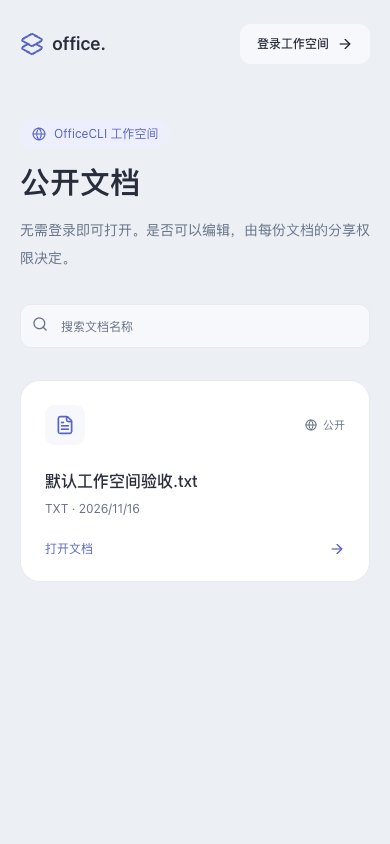 office.
登录工作空间
OfficeCLI 工作空间
公开文档
无需登录即可打开。是否可以编辑，由每份文档的分享权
限决定。
搜索文档名称
公开
默认工作空间验收.txt
TXT · 2026/11/16
打开文档